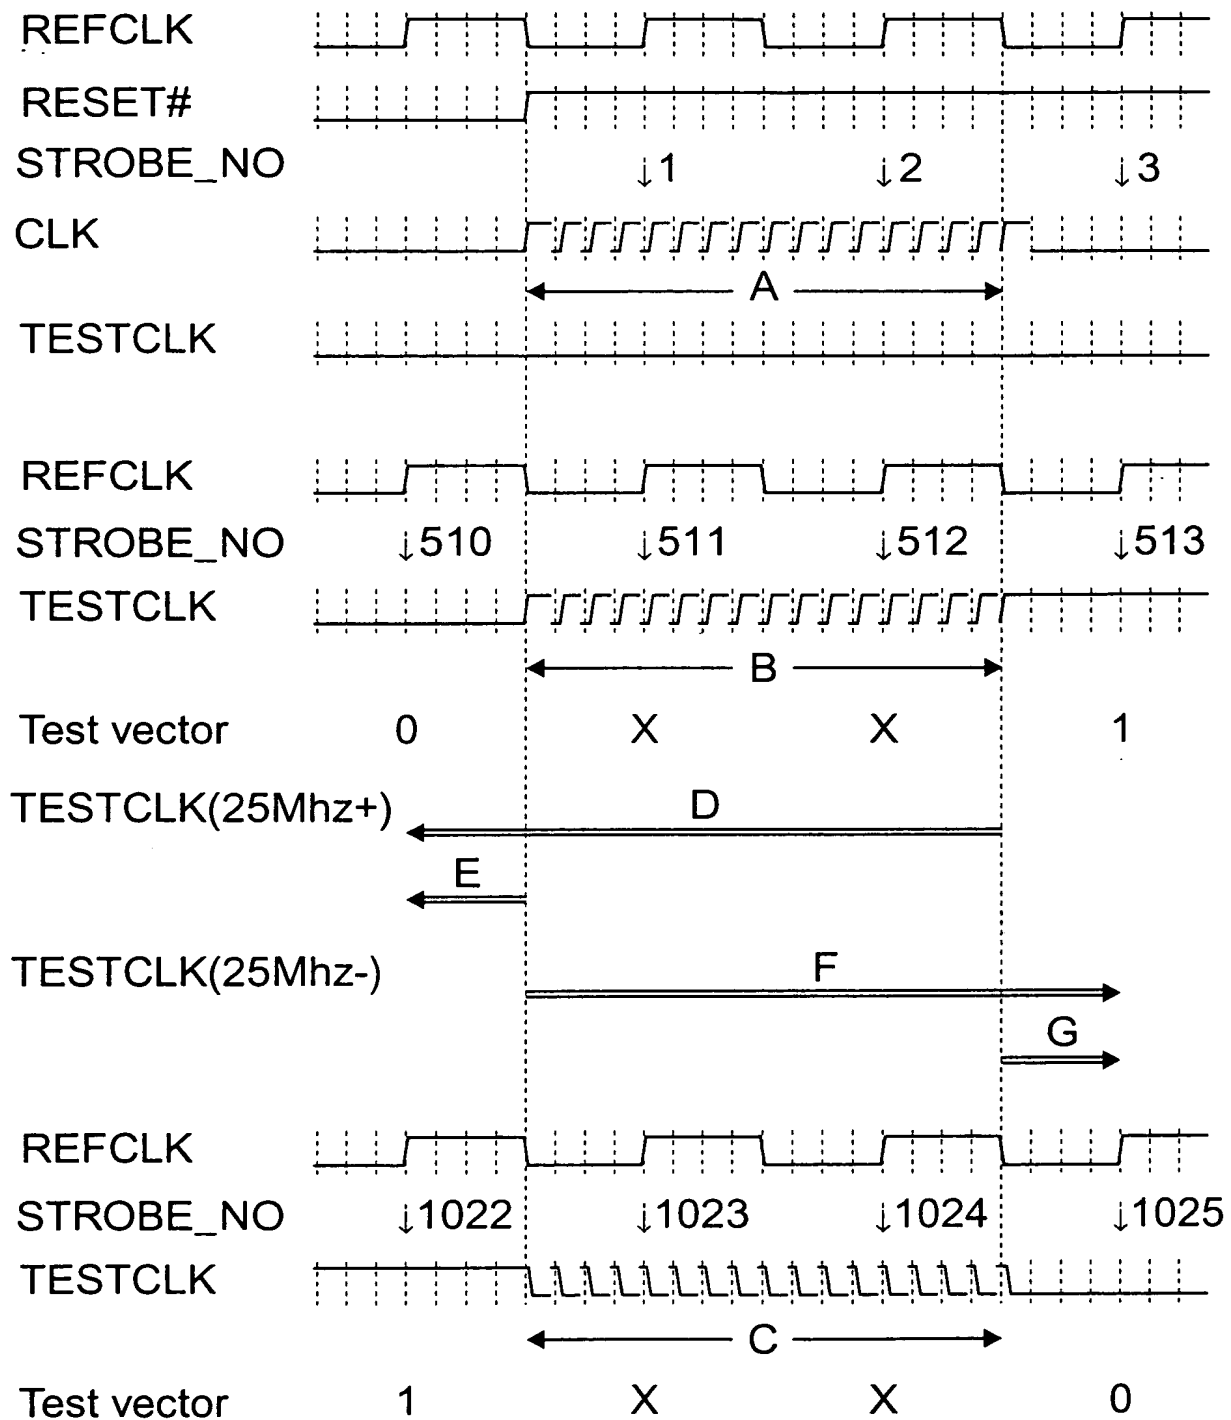 REFCLK
RESET#
STROBE_NO ↓1 ↓2 ↓3
CLK
A
TESTCLK
REFCLK
STROBE_NO ↓510 ↓511 ↓512 ↓513
TESTCLK
B
Test vector 0 X X 1
TESTCLK(25Mhz+) D
E
TESTCLK(25Mhz-) F
G
REFCLK
STROBE_NO ↓1022 ↓1023 ↓1024 ↓1025
TESTCLK
C
Test vector 1 X X 0